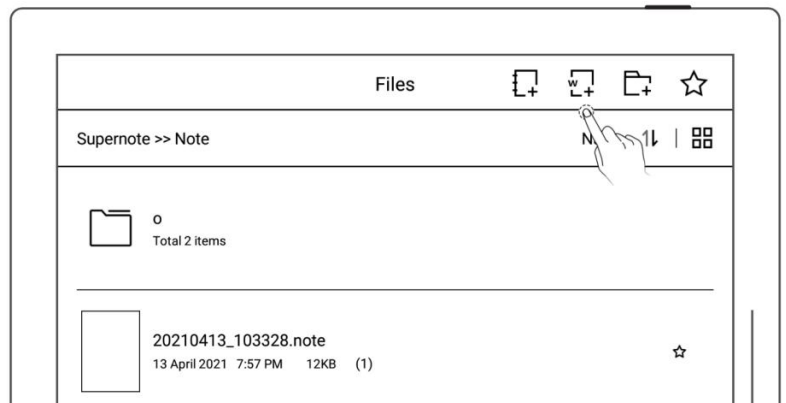 Files
W
Supernote >> Note
o
Total 2 items
20210413_103328.note
13 April 2021 7:57 PM 12KB (1)